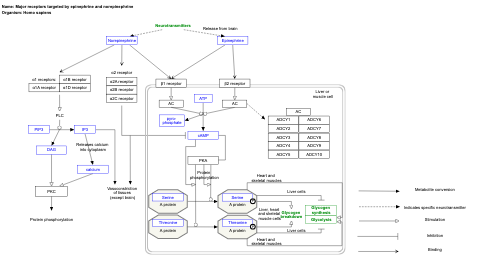 Name: Major receptors targeted by epinephrine and norepinephrine
Organism: Homo sapiens
Neurotransmitters
Release from brain
Norepinephrine
Epinephrine
α1 receptors
α1B receptor
α1A receptor
α1D receptor
α2 receptor
α2A receptor
α2B receptor
α2C receptor
β1 receptor
β2 receptor
Liver or
muscle cell
AC
ATP
AC
pyro
phosphate
cAMP
PKA
AC
ADCY1
ADCY6
ADCY2
ADCY7
ADCY3
ADCY8
ADCY4
ADCY9
ADCY5
ADCY10
PLC
PIP2
IP3
Releases calcium
into cytoplasm
DAG
calcium
PKC
Protein phosphorylation
Vasoconstriction
of tissues
(except brain)
Protein
phosphorylation
Serine
A protein
Threonine
A protein
Serine
A protein
Threonine
A protein
Heart and
skeletal muscles
Liver cells
Liver, heart
and skeletal
muscle cells
Glycogen
breakdown
Glycogen
synthesis
Glycolysis
Liver cells
Heart and
skeletal muscles
Metabolite conversion
Indicates specific neurotransmitter
Stimulation
Inhibition
Binding